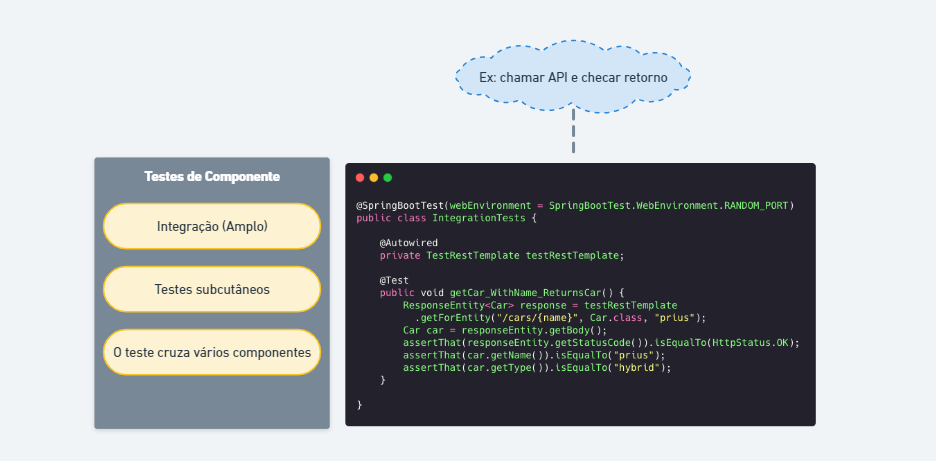 Ex: chamar API e checar retorno
Testes de Componente
Integração (Amplo)
Testes subcutâneos
O teste cruza vários componentes
@SpringBootTest(webEnvironment = SpringBootTest.WebEnvironment.RANDOM_PORT)
public class IntegrationTests {
    @Autowired
    private TestRestTemplate testRestTemplate;
    @Test
    public void getCar_WithName_ReturnsCar() {
        ResponseEntity<Car> response = testRestTemplate
          .getForEntity("/cars/{name}", Car.class, "prius");
        Car car = responseEntity.getBody();
        assertThat(responseEntity.getStatusCode()).isEqualTo(HttpStatus.OK);
        assertThat(car.getName()).isEqualTo("prius");
        assertThat(car.getType()).isEqualTo("hybrid");
    }
}